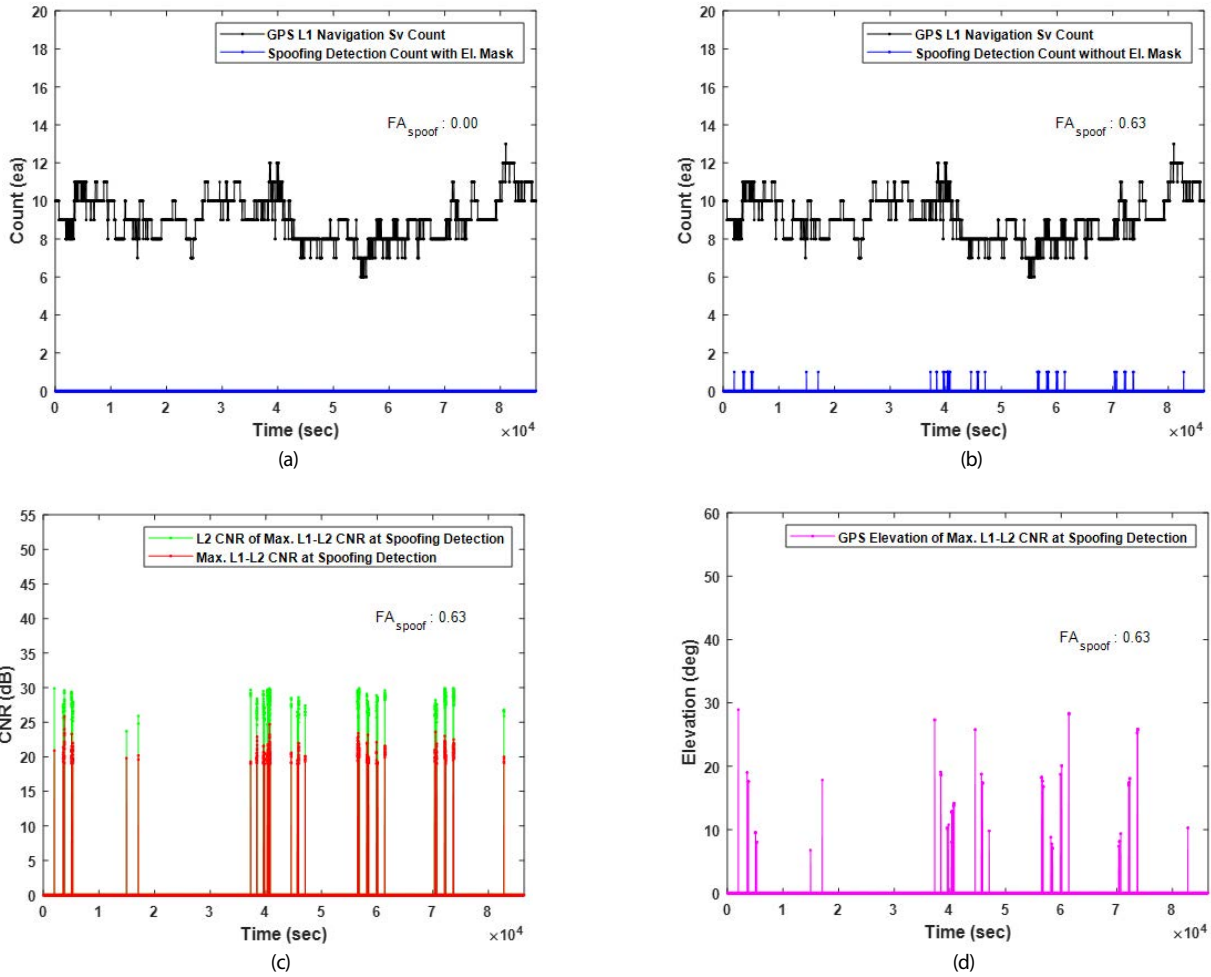 20
18
16
14
12
10
8
6
4
2
0
Count (ea)
GPS L1 Navigation Sv Count
Spoofing Detection Count with El. Mask
FAspoof : 0.00
0 1 2 3 4 5 6 7 8
Time (sec)
×10^4
(a)
20
18
16
14
12
10
8
6
4
2
0
Count (ea)
GPS L1 Navigation Sv Count
Spoofing Detection Count without El. Mask
FAspoof : 0.63
0 1 2 3 4 5 6 7 8
Time (sec)
×10^4
(b)
55
50
45
40
35
30
25
20
15
10
5
0
CNR (dB)
L2 CNR of Max. L1-L2 CNR at Spoofing Detection
Max. L1-L2 CNR at Spoofing Detection
FAspoof : 0.63
0 1 2 3 4 5 6 7 8
Time (sec)
×10^4
(c)
60
50
40
30
20
10
0
Elevation (deg)
GPS Elevation of Max. L1-L2 CNR at Spoofing Detection
FAspoof : 0.63
0 1 2 3 4 5 6 7 8
Time (sec)
×10^4
(d)